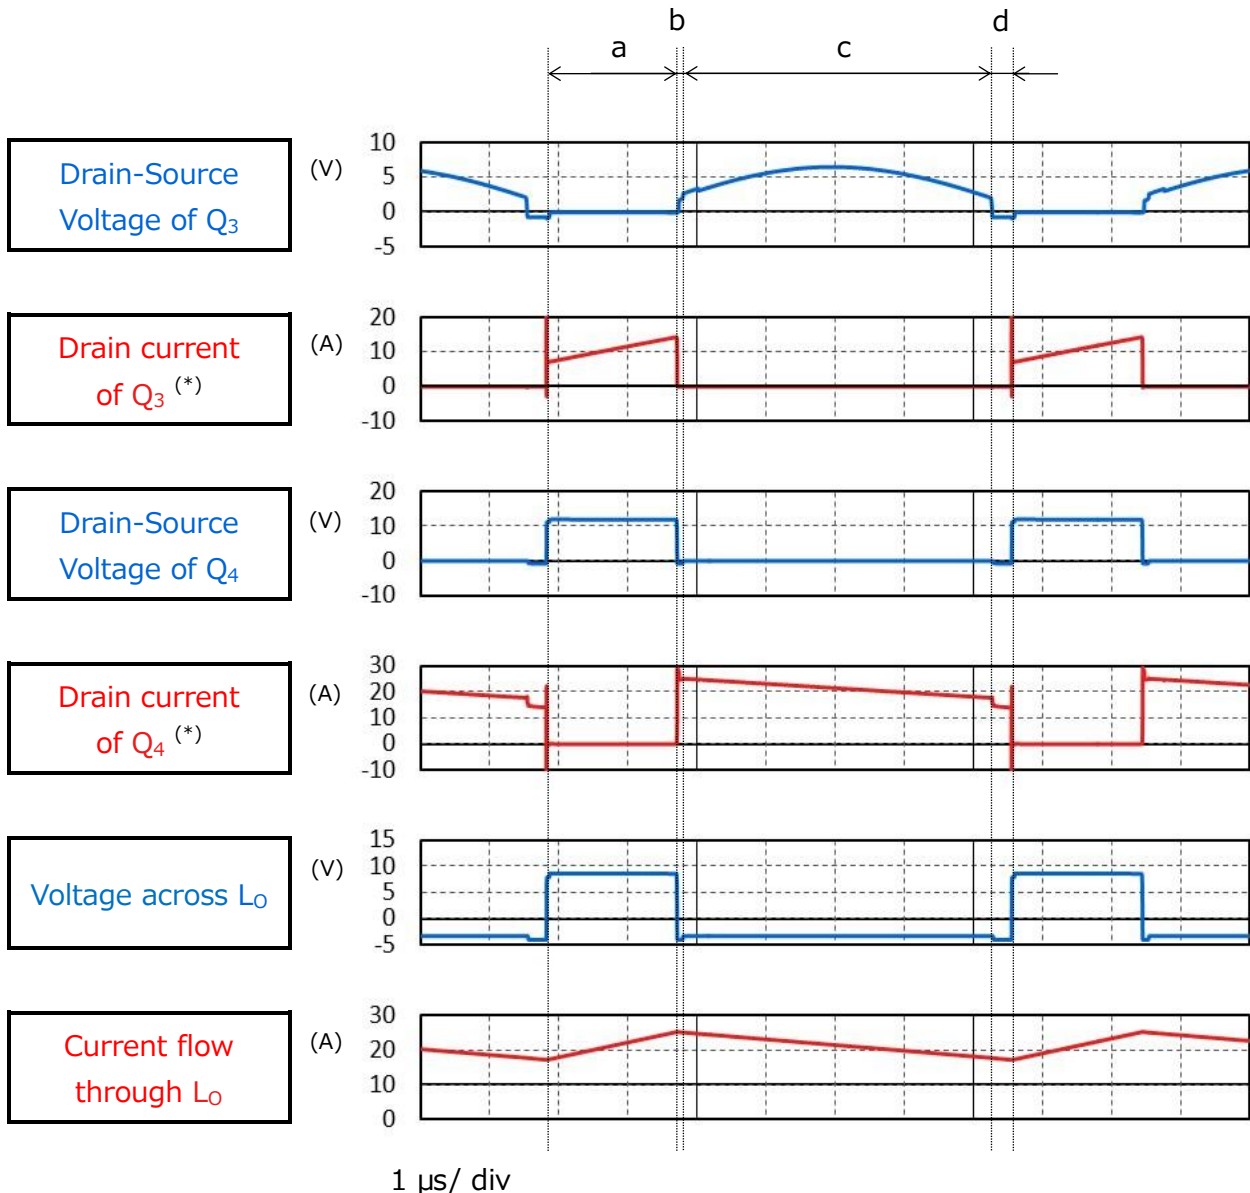 b d
a c
Drain-Source
Voltage of Q3
(V)
10
5
0
-5
Drain current
of Q3 (*)
(A)
20
10
0
-10
Drain-Source
Voltage of Q4
(V)
20
10
0
-10
Drain current
of Q4 (*)
(A)
30
20
10
0
-10
Voltage across LO
(V)
15
10
5
0
-5
Current flow
through LO
(A)
30
20
10
0
1 μs/ div